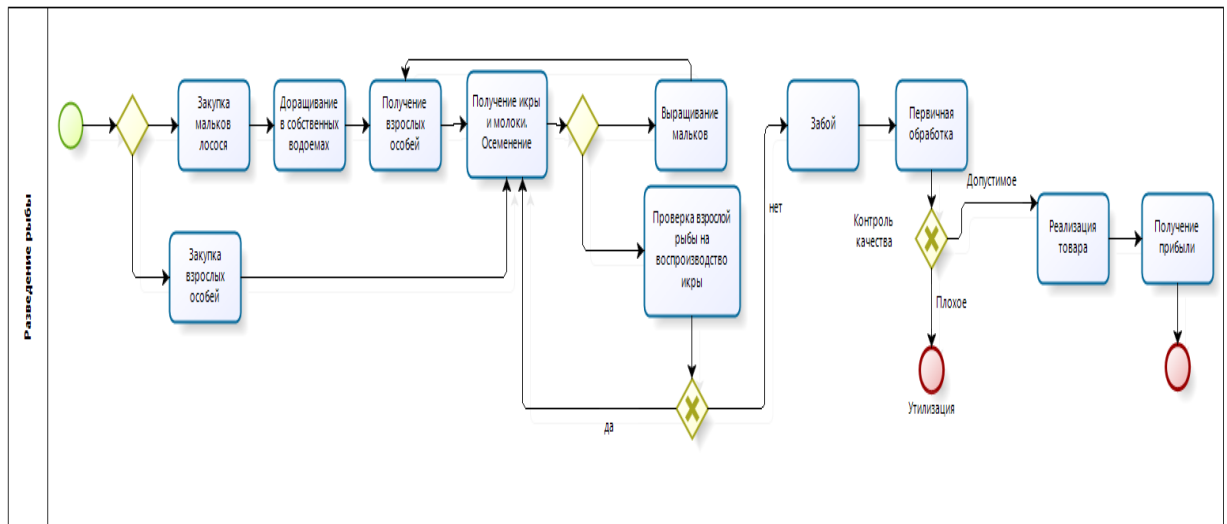 Разведение рыбы
Закупка
мальков
лосося
Доращивание
в собственных
водоемах
Получение
взрослых
особей
Получение икры
и молоки.
Осеменение
Выращивание
мальков
Забой
Первичная
обработка
Закупка
взрослых
особей
Проверка взрослой
рыбы на
воспроизводство
икры
нет
да
Контроль
качества
Допустимое
Плохое
Утилизация
Реализация
товара
Получение
прибыли